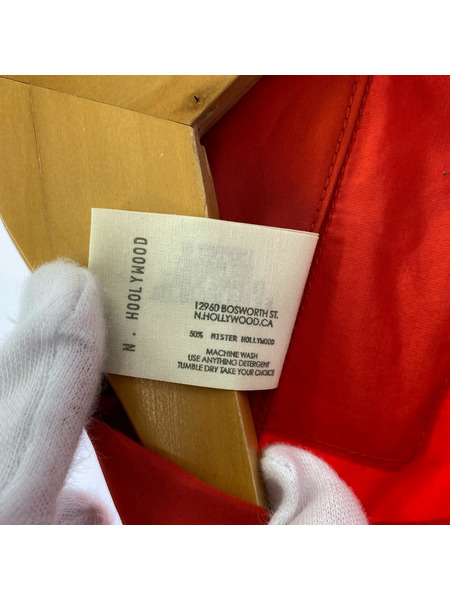 N. HOOLYWOOD
12960 BOSWORTH ST.
N.HOLLYWOOD.CA
50% MISTER HOLLYWOOD
MACHINE WASH
USE ANYTHING DETERGENT
TUMBLE DRY TAKE YOUR CHOICE